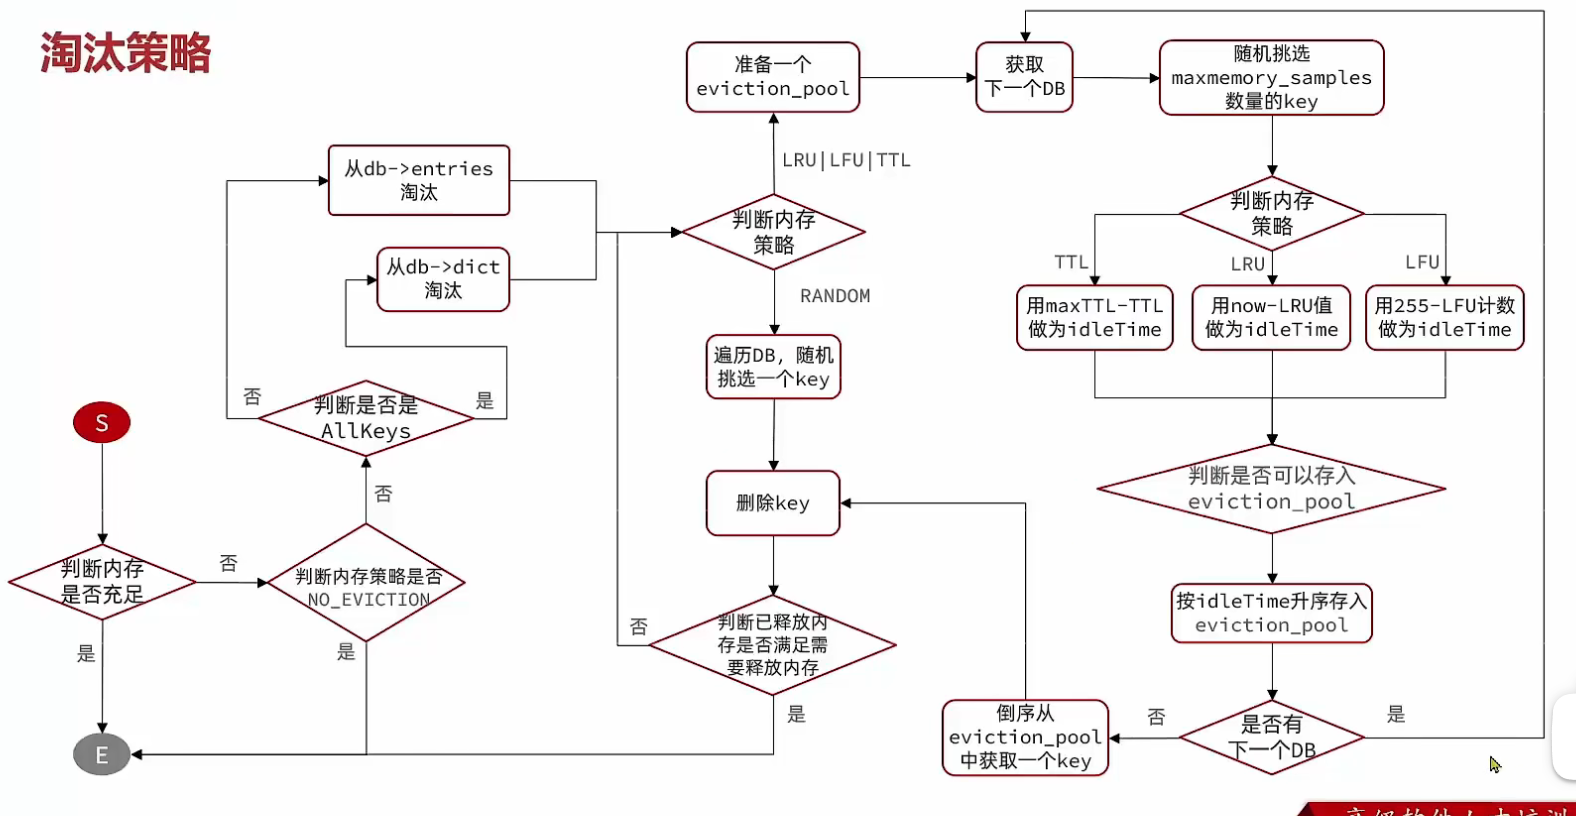 淘汰策略
准备一个
eviction_pool
获取
下一个DB
随机挑选
maxmemory_samples
数量的key
LRU|LFU|TTL
从db->entries
淘汰
从db->dict
淘汰
判断内存
策略
判断内存
策略
TTL
LRU
LFU
RANDOM
用maxTTL-TTL
做为idleTime
用now-LRU值
做为idleTime
用255-LFU计数
做为idleTime
遍历DB，随机
挑选一个key
否
判断是否是
AllKeys
是
S
判断是否可以存入
eviction_pool
否
删除key
判断内存
是否充足
否
判断内存策略是否
NO_EVICTION
是
是
否
判断已释放内
存是否满足需
要释放内存
是
按idleTime升序存入
eviction_pool
倒序从
eviction_pool
中获取一个key
否
是否有
下一个DB
是
E